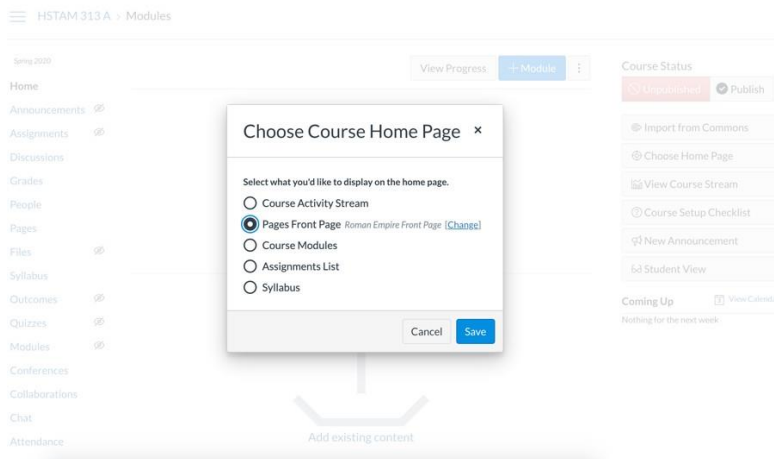 HSTAM 313 A > Modules
Spring 2020
View Progress
+ Module
Course Status
Home
Unpublished
Publish
Announcements
Assignments
Discussions
Grades
People
Pages
Files
Syllabus
Outcomes
Quizzes
Modules
Conferences
Collaborations
Chat
Attendance
Choose Course Home Page ×
Select what you'd like to display on the home page.
Course Activity Stream
Pages Front Page Roman Empire Front Page [Change]
Course Modules
Assignments List
Syllabus
Cancel
Save
Add existing content
Import from Commons
Choose Home Page
View Course Stream
Course Setup Checklist
New Announcement
Student View
Coming Up
View
Nothing for the next week